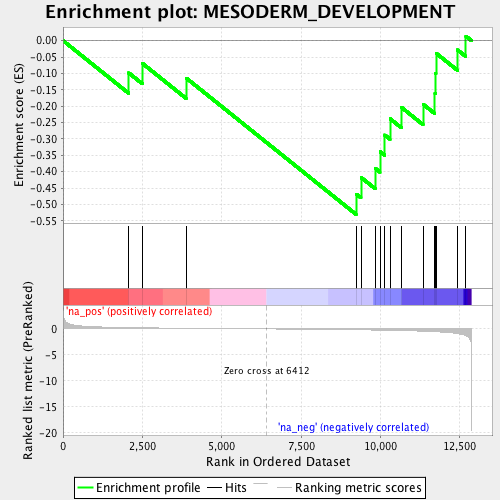 Enrichment plot: MESODERM_DEVELOPMENT
Enrichment score (ES)
0.00
-0.05
-0.10
-0.15
-0.20
-0.25
-0.30
-0.35
-0.40
-0.45
-0.50
-0.55
'na_pos' (positively correlated)
Ranked list metric (PreRanked)
0
-5
-10
-15
-20
Zero cross at 6412
'na_neg' (negatively correlated)
0 2,500 5,000 7,500 10,000 12,500
Rank in Ordered Dataset
Enrichment profile Hits Ranking metric scores